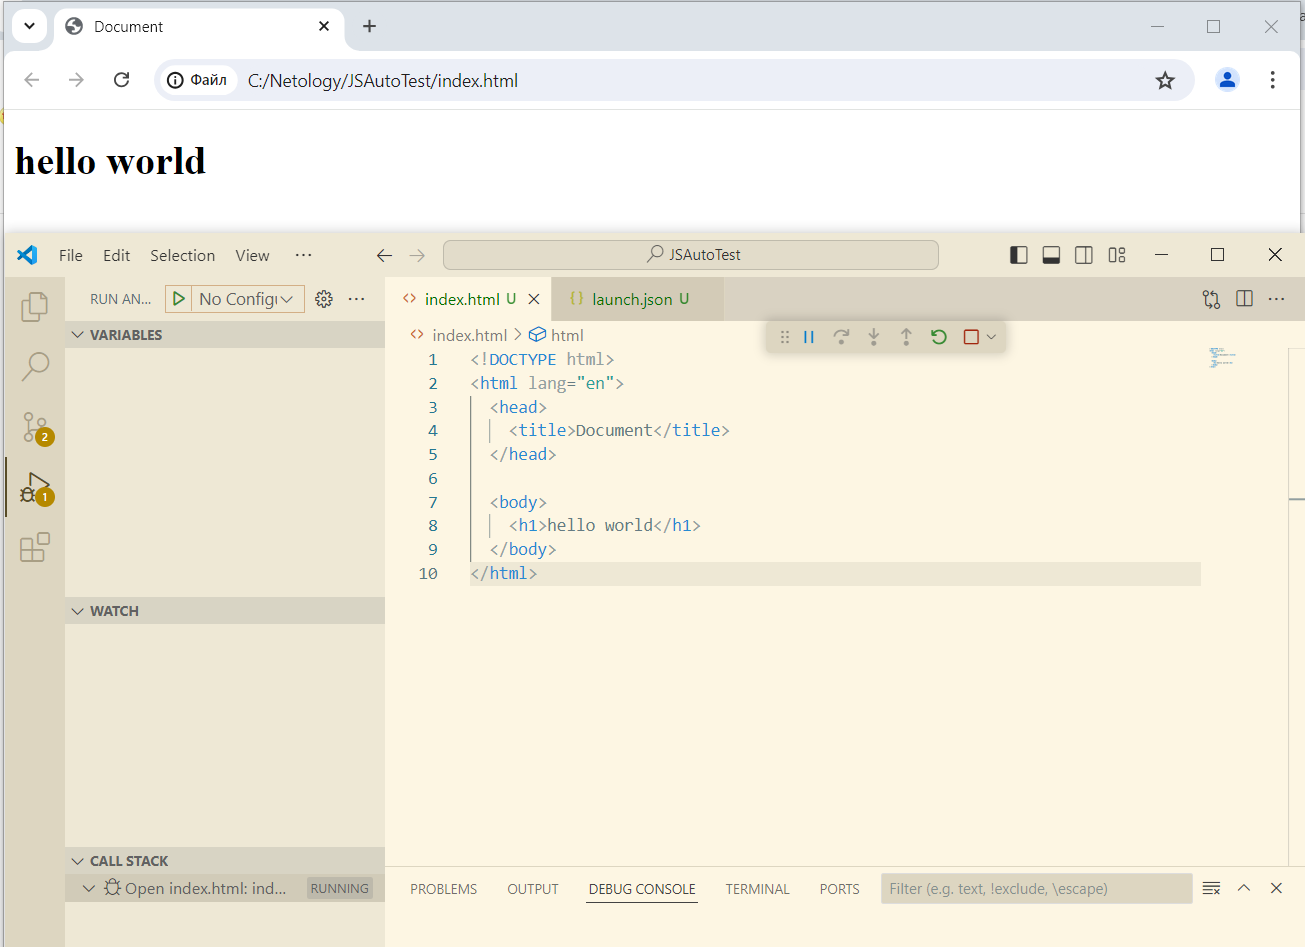 Document
Файл C:/Netology/JSAutoTest/index.html
hello world
File Edit Selection View ··· JSAutoTest
RUN AN... No Configu ··· index.html U launch.json U ···
VARIABLES
index.html > html
1 <!DOCTYPE html>
2 <html lang="en">
3 <head>
4 <title>Document</title>
5 </head>
6
7 <body>
8 <h1>hello world</h1>
9 </body>
10 </html>
2
1
WATCH
CALL STACK
Open index.html: ind... RUNNING
PROBLEMS OUTPUT DEBUG CONSOLE TERMINAL PORTS Filter (e.g. text, !exclude, \escape)